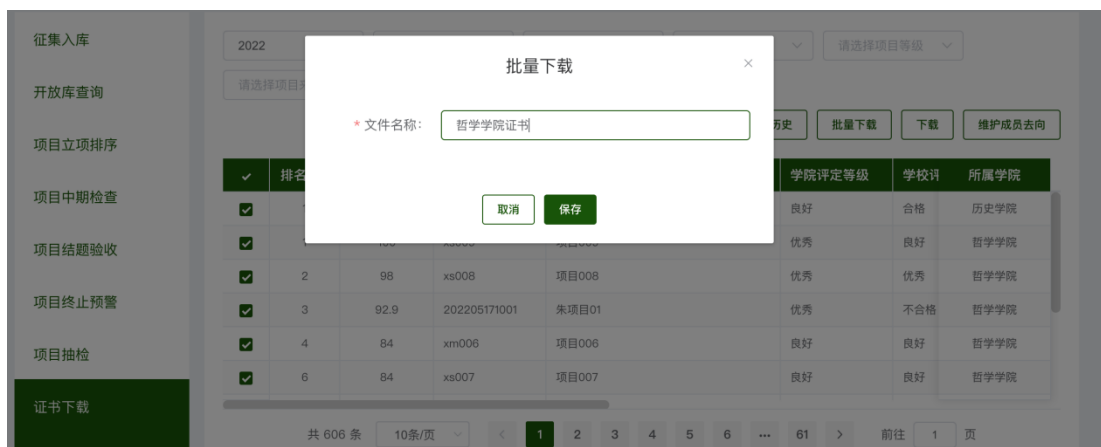 征集入库
开放库查询
项目立项排序
项目中期检查
项目结题验收
项目终止预警
项目抽检
证书下载
2022
请选择项目等级
请选择项目
批量下载
* 文件名称：
哲学学院证书
取消
保存
历史
批量下载
下载
维护成员去向
排名 学院评定等级 学校评 所属学院
良好 合格 历史学院
优秀 良好 哲学学院
2 98 xs008 项目008 优秀 优秀 哲学学院
3 92.9 202205171001 朱项目01 优秀 不合格 哲学学院
4 84 xm006 项目006 良好 良好 哲学学院
6 84 xs007 项目007 良好 良好 哲学学院
共 606 条 10条/页 < 1 2 3 4 5 6 ... 61 > 前往 1 页